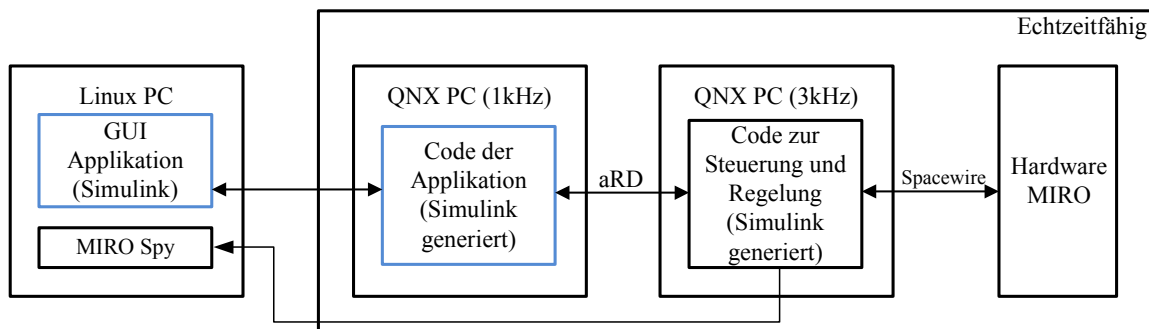 Echtzeitfähig
Linux PC
GUI
Applikation
(Simulink)
MIRO Spy
QNX PC (1kHz)
Code der
Applikation
(Simulink
generiert)
aRD
QNX PC (3kHz)
Code zur
Steuerung und
Regelung
(Simulink
generiert)
Spacewire
Hardware
MIRO